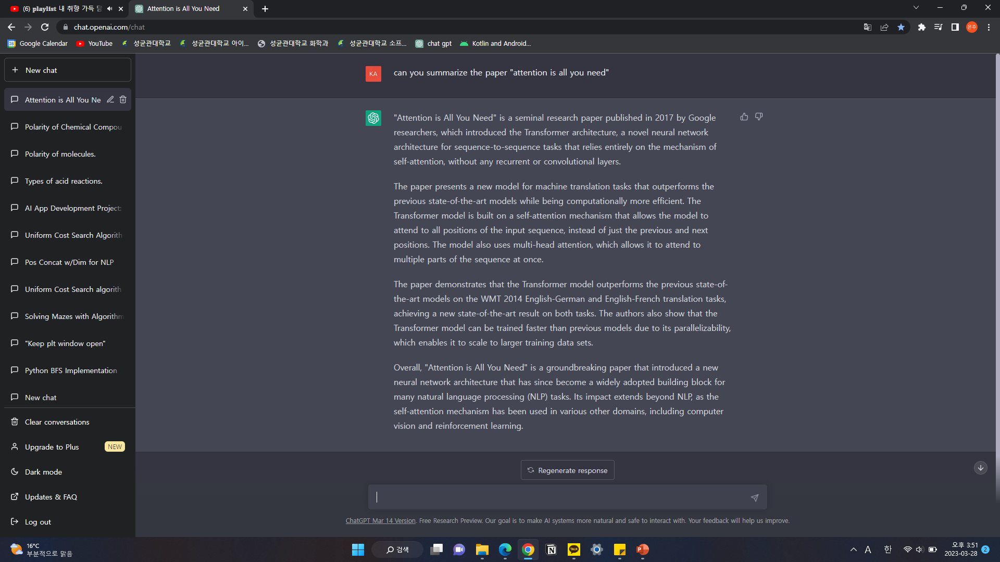 (6) 𝐩𝐥𝐚𝐲𝐥𝐢𝐬𝐭 내 취향 가득 담
Attention is All You Need
chat.openai.com/chat
은주
28
Google Calendar
YouTube
성균관대학교
성균관대학교 아이...
성균관대학교 화학과
성균관대학교 소프...
chat gpt
Kotlin and Android...
New chat
Attention is All You Ne
Polarity of Chemical Compou
Polarity of molecules.
Types of acid reactions.
AI App Development Project:
Uniform Cost Search Algorith
Pos Concat w/Dim for NLP
Uniform Cost Search algorith
Solving Mazes with Algorithm
"Keep plt window open"
Python BFS Implementation
New chat
Clear conversations
Upgrade to Plus
NEW
Dark mode
Updates & FAQ
Log out
KA
can you summarize the paper "attention is all you need"
"Attention is All You Need" is a seminal research paper published in 2017 by Google
researchers, which introduced the Transformer architecture, a novel neural network
architecture for sequence-to-sequence tasks that relies entirely on the mechanism of
self-attention, without any recurrent or convolutional layers.
The paper presents a new model for machine translation tasks that outperforms the
previous state-of-the-art models while being computationally more efficient. The
Transformer model is built on a self-attention mechanism that allows the model to
attend to all positions of the input sequence, instead of just the previous and next
positions. The model also uses multi-head attention, which allows it to attend to
multiple parts of the sequence at once.
The paper demonstrates that the Transformer model outperforms the previous state-of-
the-art models on the WMT 2014 English-German and English-French translation tasks,
achieving a new state-of-the-art result on both tasks. The authors also show that the
Transformer model can be trained faster than previous models due to its parallelizability,
which enables it to scale to larger training data sets.
Overall, "Attention is All You Need" is a groundbreaking paper that introduced a new
neural network architecture that has since become a widely adopted building block for
many natural language processing (NLP) tasks. Its impact extends beyond NLP, as the
self-attention mechanism has been used in various other domains, including computer
vision and reinforcement learning.
Regenerate response
ChatGPT Mar 14 Version. Free Research Preview. Our goal is to make AI systems more natural and safe to interact with. Your feedback will help us improve.
16°C
부분적으로 맑음
검색
TALK
A
한
오후 3:51
2023-03-28
2